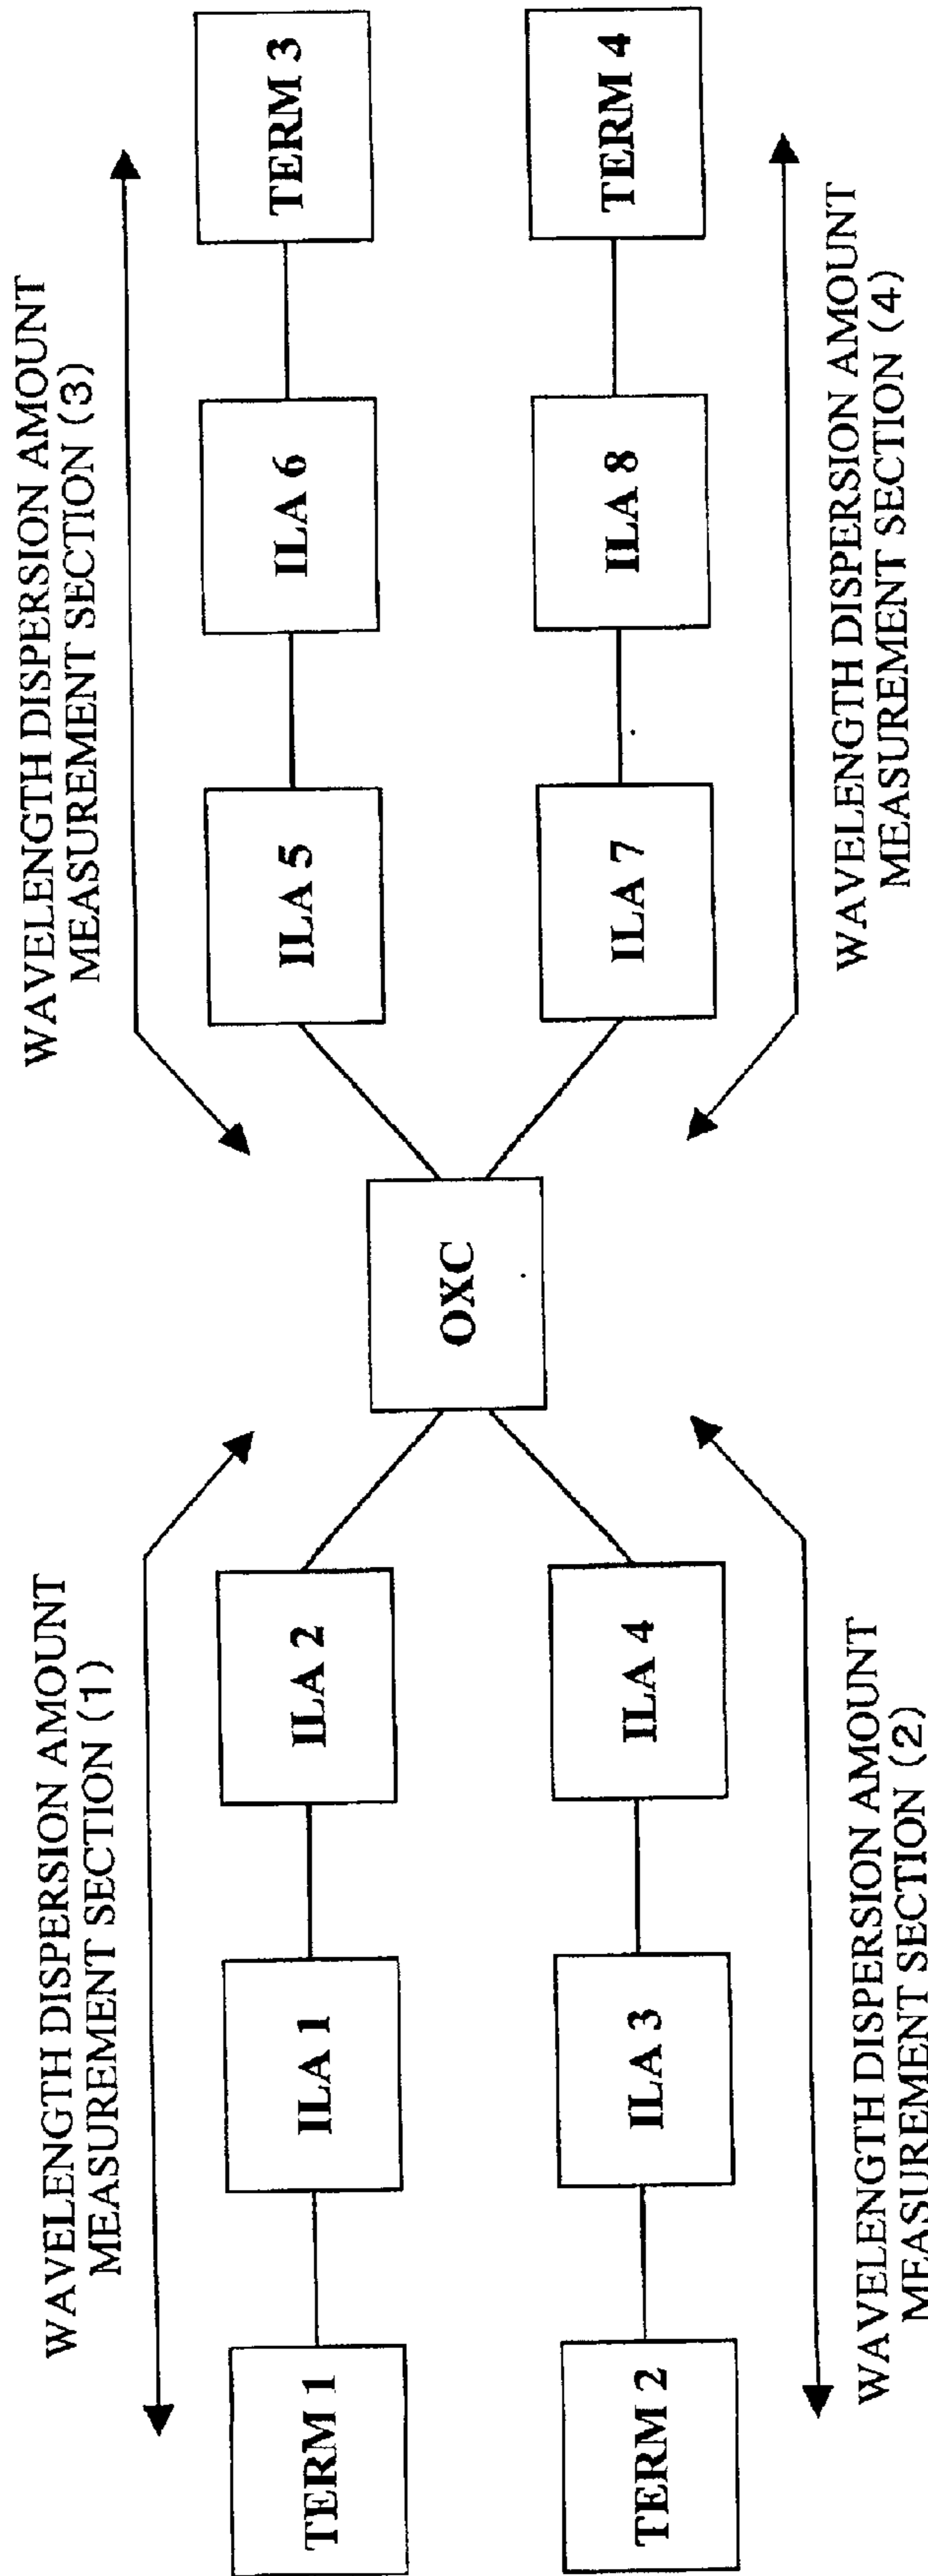 WAVELENGTH DISPERSION AMOUNT
MEASUREMENT SECTION (1)
WAVELENGTH DISPERSION AMOUNT
MEASUREMENT SECTION (3)
TERM 1
ILA 1
ILA 2
ILA 5
ILA 6
TERM 3
OXC
TERM 2
ILA 3
ILA 4
ILA 7
ILA 8
TERM 4
WAVELENGTH DISPERSION AMOUNT
MEASUREMENT SECTION (2)
WAVELENGTH DISPERSION AMOUNT
MEASUREMENT SECTION (4)